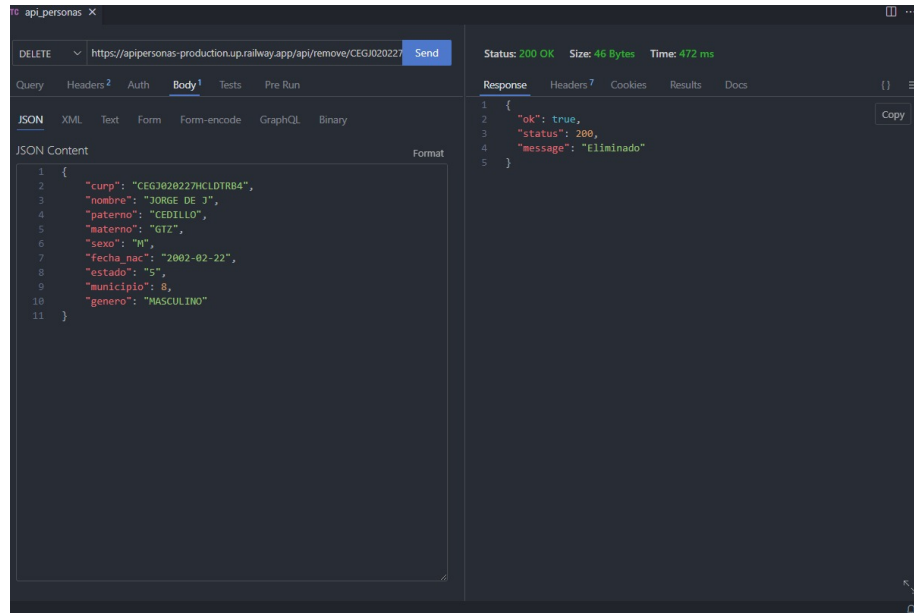 TC api_personas ×
DELETE https://apipersonas-production.up.railway.app/api/remove/CEGJ020227 Send
Query Headers 2 Auth Body 1 Tests Pre Run
JSON XML Text Form Form-encode GraphQL Binary
JSON Content Format
1 {
2 "curp": "CEGJ020227HCLDTRB4",
3 "nombre": "JORGE DE J",
4 "paterno": "CEDILLO",
5 "materno": "GTZ",
6 "sexo": "M",
7 "fecha_nac": "2002-02-22",
8 "estado": "5",
9 "municipio": 8,
10 "genero": "MASCULINO"
11 }
Status: 200 OK Size: 46 Bytes Time: 472 ms
Response Headers 7 Cookies Results Docs {}
Copy
1 {
2 "ok": true,
3 "status": 200,
4 "message": "Eliminado"
5 }